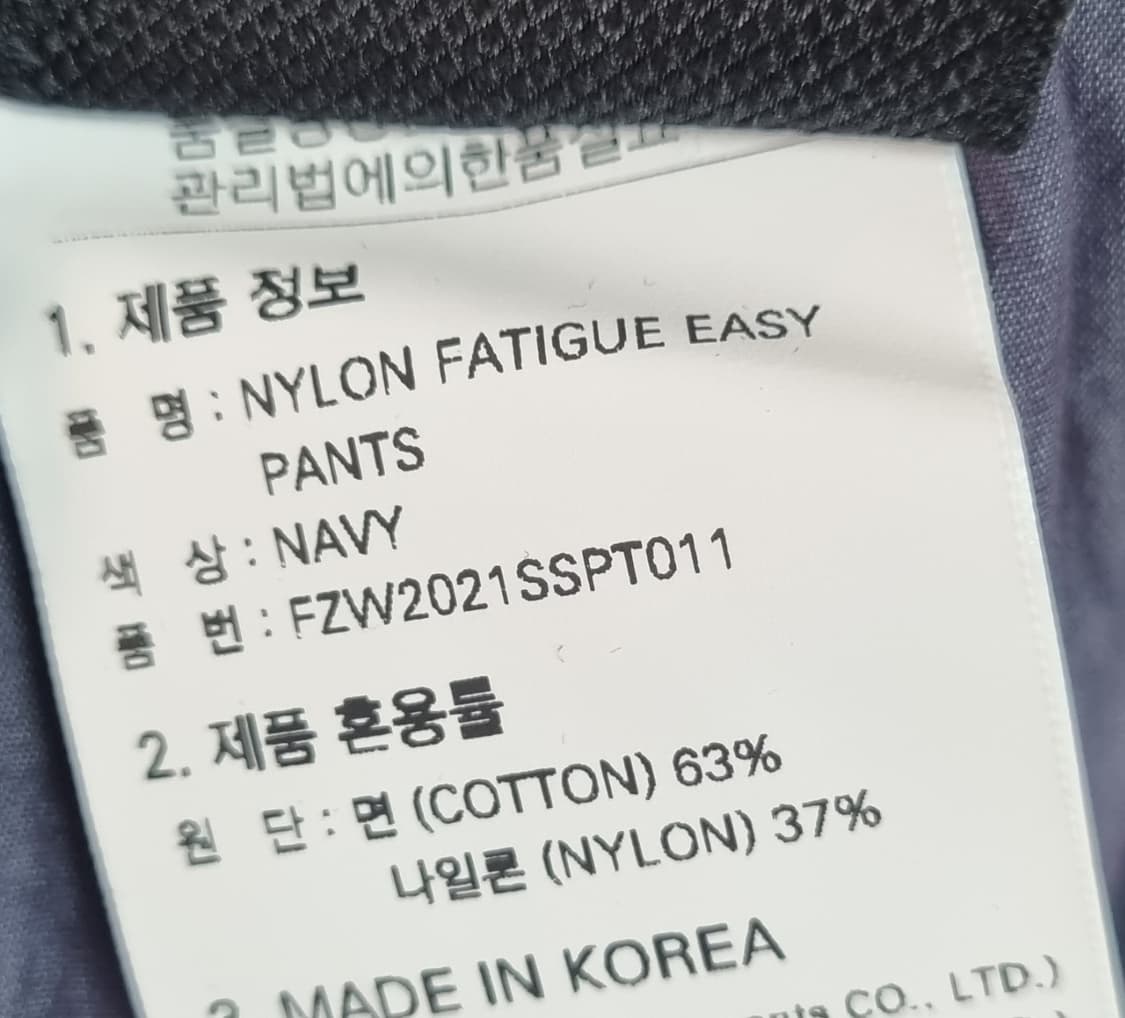 관리법에의한품질표
1. 제품 정보
품 명 : NYLON FATIGUE EASY
PANTS
색 상 : NAVY
품 번 : FZW2021SSPT011
2. 제품 혼용률
원 단 : 면 (COTTON) 63%
나일론 (NYLON) 37%
3. MADE IN KOREA
CO., LTD.)